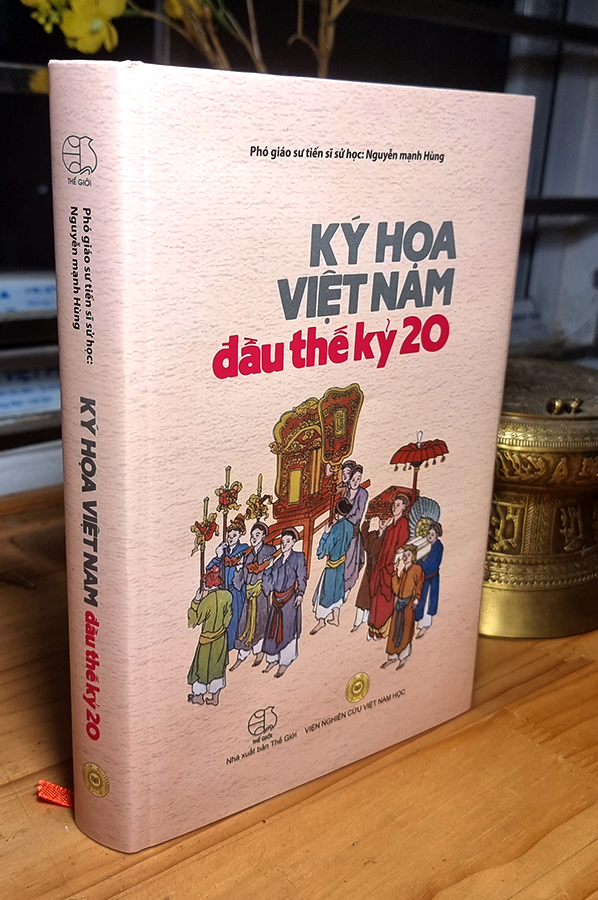 Phó giáo sư tiến sĩ sử học: Nguyễn mạnh Hùng
KÝ HỌA
VIỆT NAM
đầu thế kỷ 20
THẾ GIỚI
Nhà xuất bản Thế Giới
VIỆN NGHIÊN CỨU VIỆT NAM HỌC
THẾ GIỚI
Phó giáo sư tiến sĩ sử học:
Nguyễn mạnh Hùng
KÝ HỌA VIỆT NAM đầu thế kỷ 20